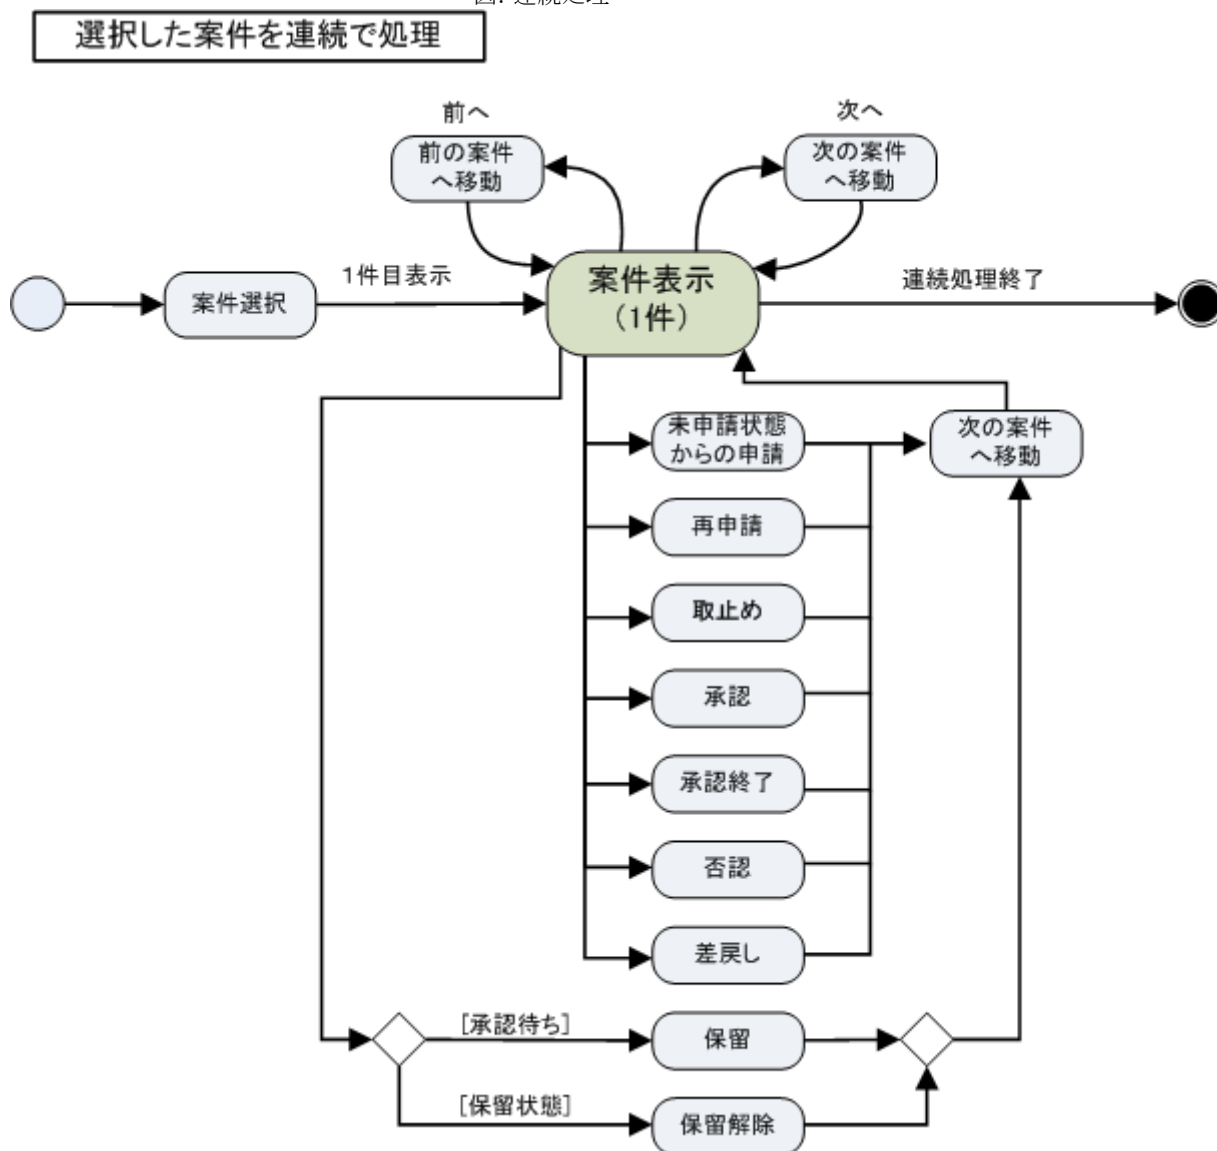 図: 連続処理
選択した案件を連続で処理
前へ
次へ
前の案件
へ移動
次の案件
へ移動
案件選択
1件目表示
案件表示
（1件）
連続処理終了
未申請状態
からの申請
次の案件
へ移動
再申請
取止め
承認
承認終了
否認
差戻し
[承認待ち]
保留
[保留状態]
保留解除